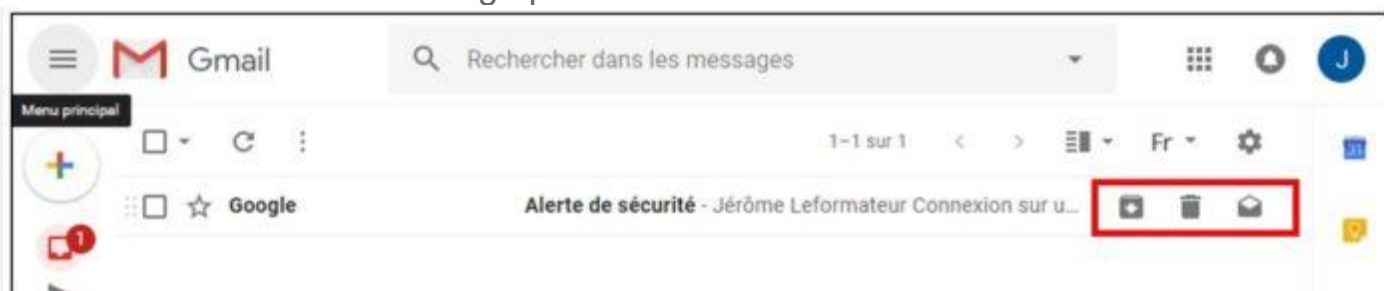 Gmail
Rechercher dans les messages
J
Menu principal
1–1 sur 1
Fr
31
Google Alerte de sécurité - Jérôme Leformateur Connexion sur u...
1